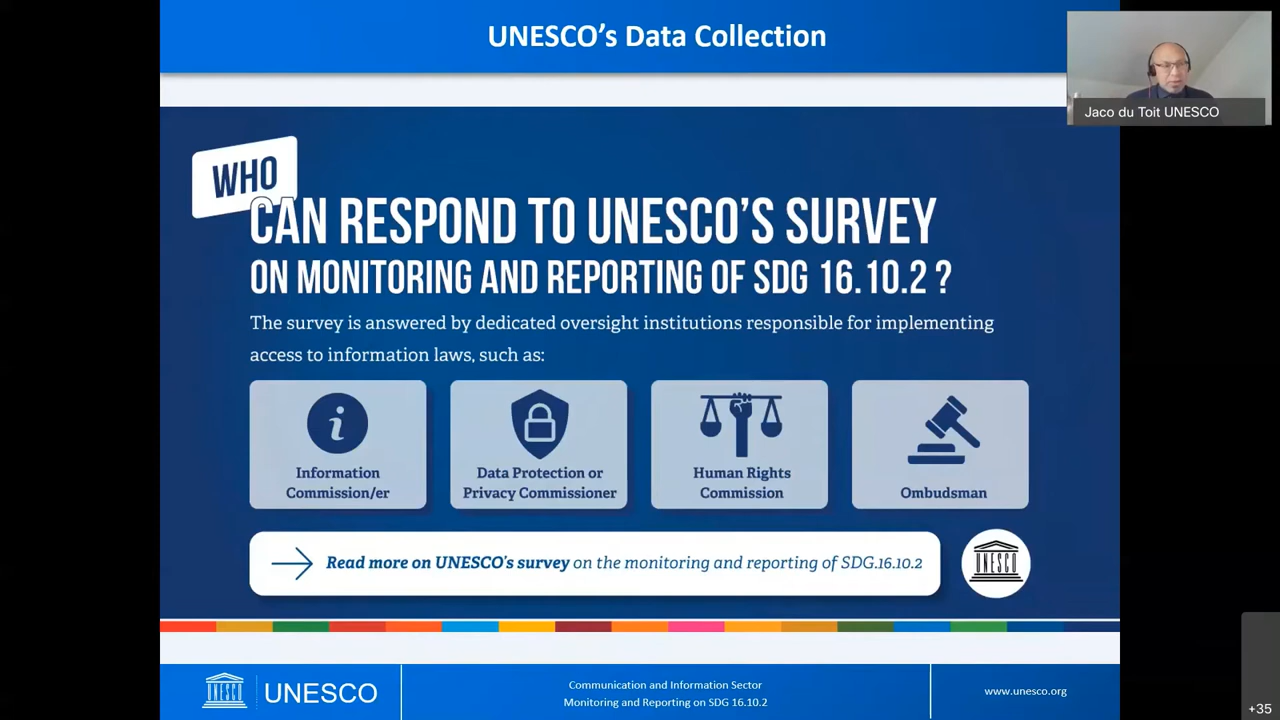 UNESCO's Data Collection
Jaco du Toit UNESCO
WHO
CAN RESPOND TO UNESCO'S SURVEY
ON MONITORING AND REPORTING OF SDG 16.10.2 ?
The survey is answered by dedicated oversight institutions responsible for implementing
access to information laws, such as:
Information
Commission/er
Data Protection or
Privacy Commissioner
Human Rights
Commission
Ombudsman
Read more on UNESCO's survey on the monitoring and reporting of SDG.16.10.2
UNESCO
UNESCO
UNESCO
Communication and Information Sector
Monitoring and Reporting on SDG 16.10.2
www.unesco.org
+35